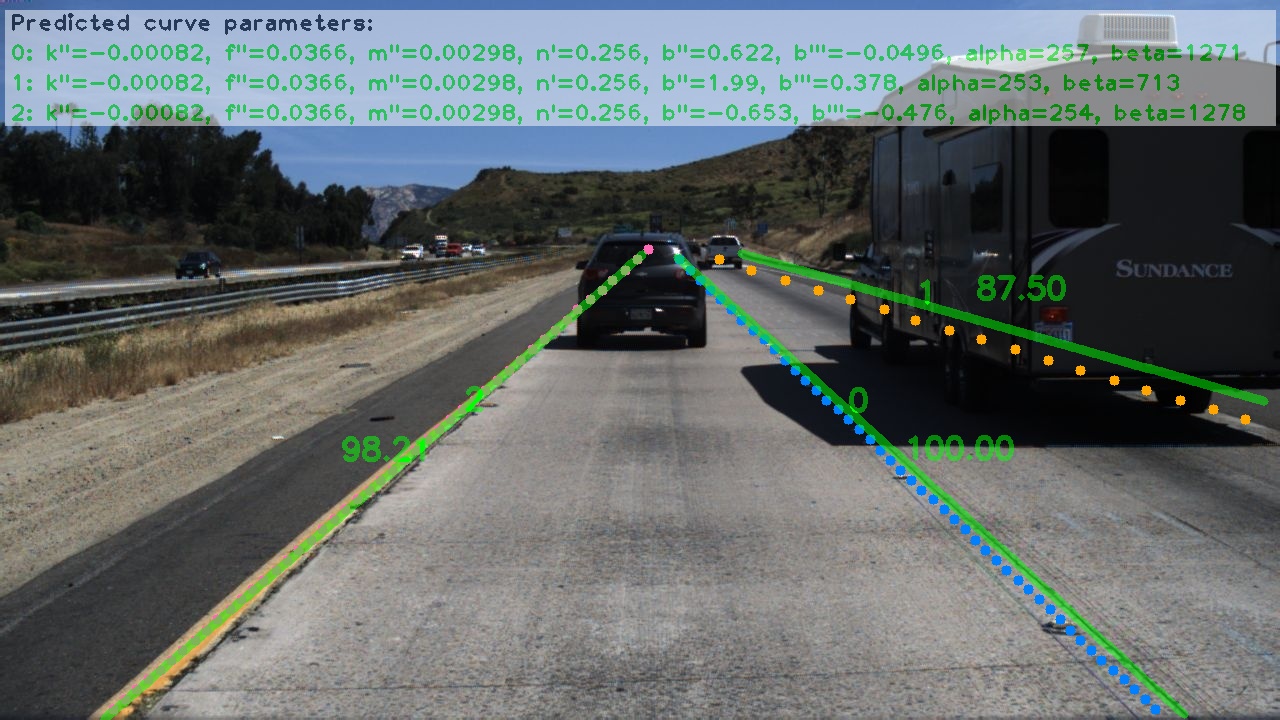 Predicted curve parameters:
0: k''=-0.00082, f''=0.0366, m''=0.00298, n'=0.256, b''=0.622, b'''=-0.0496, alpha=257, beta=1271
1: k''=-0.00082, f''=0.0366, m''=0.00298, n'=0.256, b''=1.99, b'''=0.378, alpha=253, beta=713
2: k''=-0.00082, f''=0.0366, m''=0.00298, n'=0.256, b''=-0.653, b'''=-0.476, alpha=254, beta=1278
SUNDANCE
1 87.50
2 0
98.21 100.00